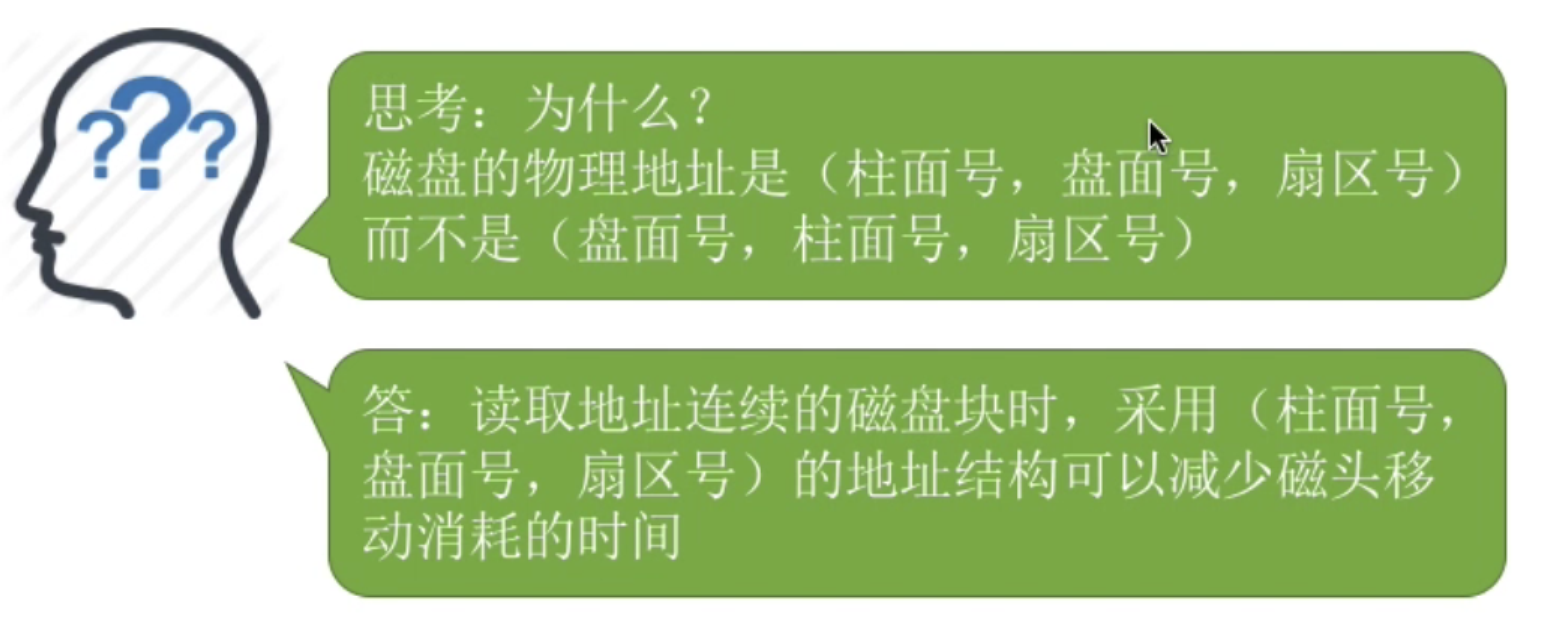 ???
思考：为什么？
磁盘的物理地址是（柱面号，盘面号，扇区号）
而不是（盘面号，柱面号，扇区号）
答：读取地址连续的磁盘块时，采用（柱面号，
盘面号，扇区号）的地址结构可以减少磁头移
动消耗的时间